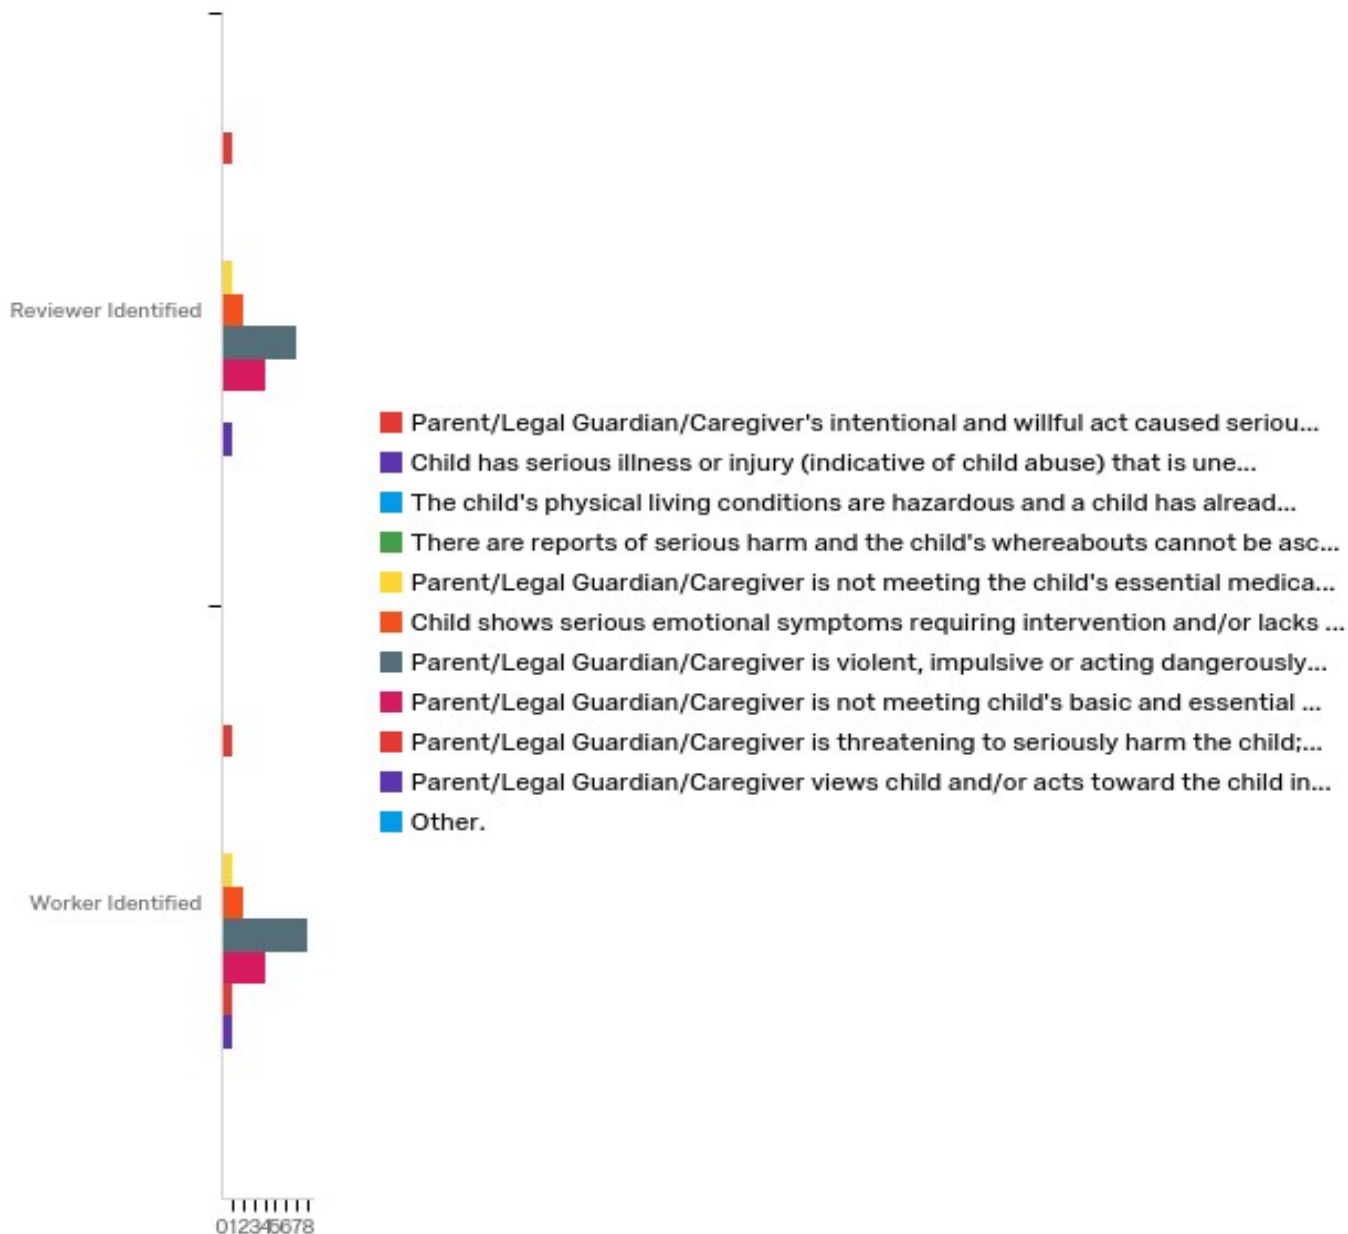 Reviewer Identified
Parent/Legal Guardian/Caregiver's intentional and willful act caused seriou...
Child has serious illness or injury (indicative of child abuse) that is une...
The child's physical living conditions are hazardous and a child has alread...
There are reports of serious harm and the child's whereabouts cannot be asc...
Parent/Legal Guardian/Caregiver is not meeting the child's essential medica...
Child shows serious emotional symptoms requiring intervention and/or lacks ...
Parent/Legal Guardian/Caregiver is violent, impulsive or acting dangerously...
Parent/Legal Guardian/Caregiver is not meeting child's basic and essential ...
Parent/Legal Guardian/Caregiver is threatening to seriously harm the child;...
Parent/Legal Guardian/Caregiver views child and/or acts toward the child in...
Other.
Worker Identified
012345678